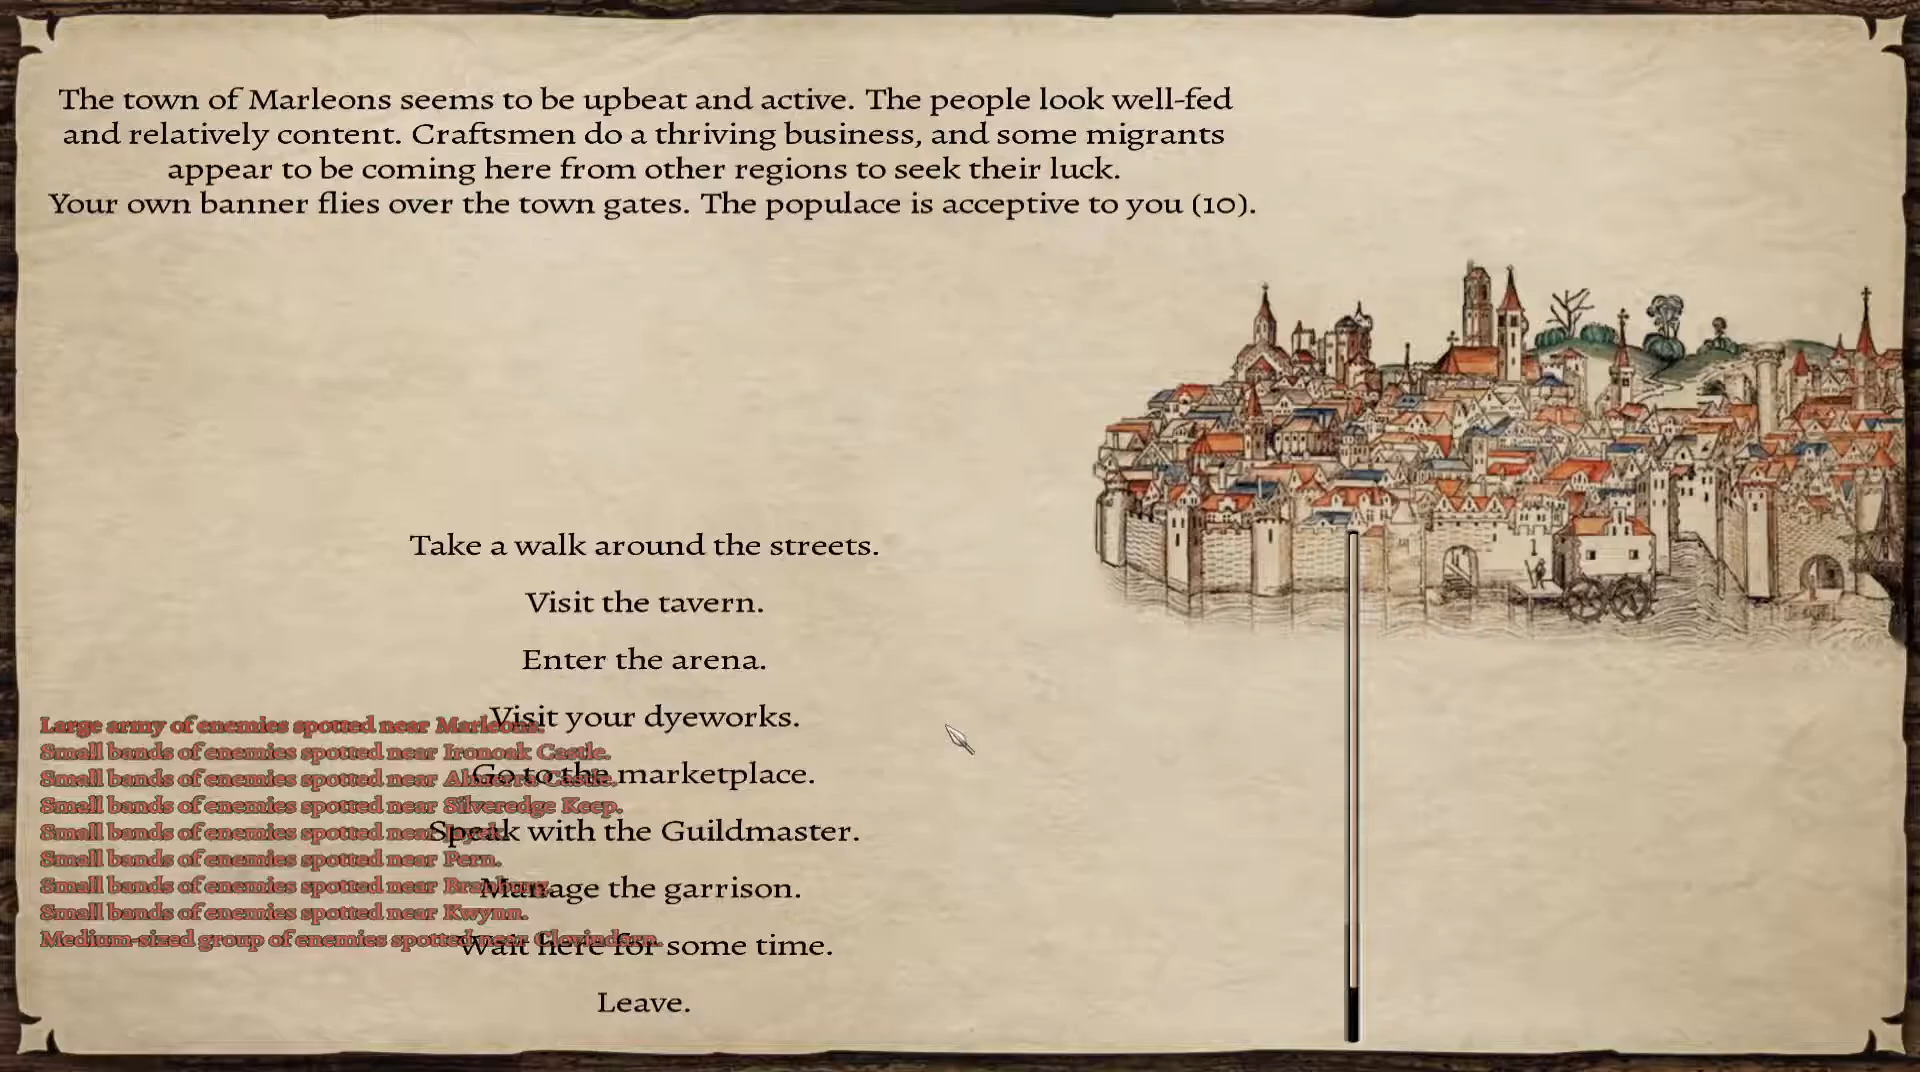 The town of Marleons seems to be upbeat and active. The people look well-fed
and relatively content. Craftsmen do a thriving business, and some migrants
appear to be coming here from other regions to seek their luck.
Your own banner flies over the town gates. The populace is acceptive to you (10).
Take a walk around the streets.
Visit the tavern.
Enter the arena.
Visit your dyeworks.
Go to the marketplace.
Speak with the Guildmaster.
Manage the garrison.
Wait here for some time.
Leave.
Large army of enemies spotted near Marleons.
Small bands of enemies spotted near Ironoak Castle.
Small bands of enemies spotted near Castle.
Small bands of enemies spotted near Silveredge Keep.
Small bands of enemies spotted near
Small bands of enemies spotted near Pern.
Small bands of enemies spotted near
Small bands of enemies spotted near Kwynn.
Medium-sized group of enemies spotted near